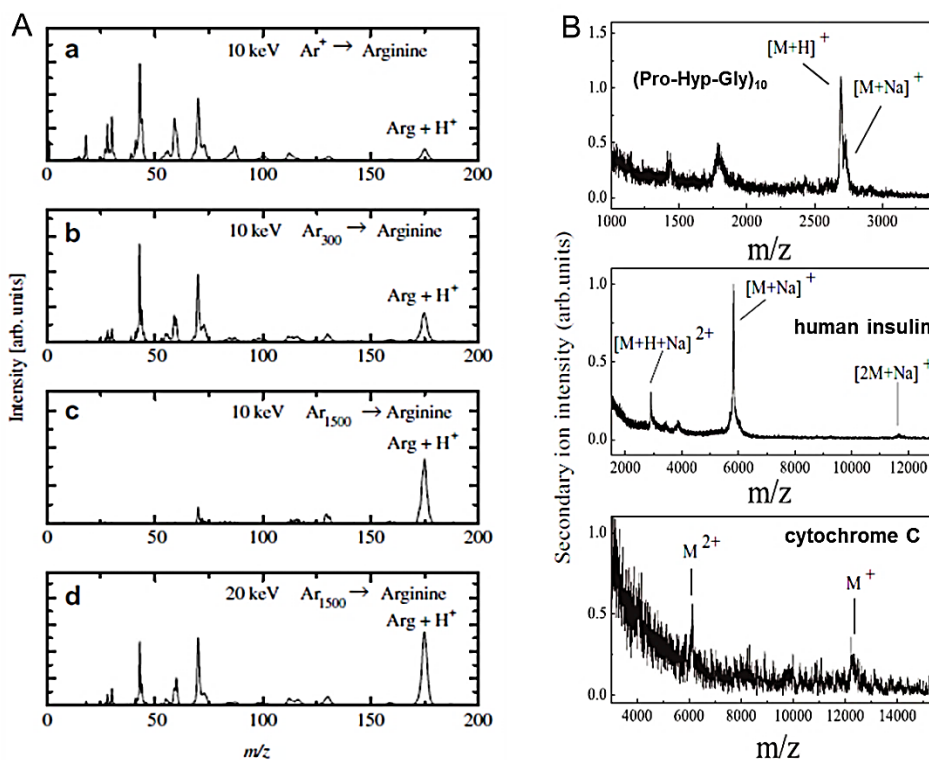 A
a
10 keV Ar+ → Arginine
Arg + H+
0 50 100 150 200
b
10 keV Ar300 → Arginine
Arg + H+
0 50 100 150 200
c
10 keV Ar1500 → Arginine
Arg + H+
0 50 100 150 200
d
20 keV Ar1500 → Arginine
Arg + H+
0 50 100 150 200
m/z
Intensity [arb. units]
B
1.5
1.0
0.5
0.0
[M+H]+
(Pro-Hyp-Gly)10
[M+Na]+
1000 1500 2000 2500 3000
m/z
1.0
0.5
0.0
[M+Na]+
human insulin
[M+H+Na]2+
[2M+Na]+
2000 4000 6000 8000 10000 12000
m/z
1.0
0.5
0.0
cytochrome C
M2+
M+
4000 6000 8000 10000 12000 14000
m/z
Secondary ion intensity (arb.units)